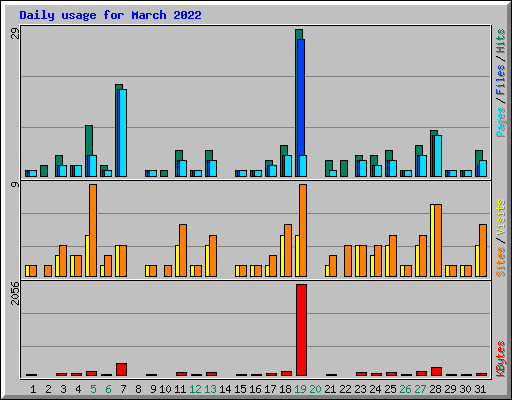 Daily usage for March 2022
29
Pages / Files / Hits
9
Sites / Visits
2056
KBytes
1 2 3 4 5 6 7 8 9 10 11 12 13 14 15 16 17 18 19 20 21 22 23 24 25 26 27 28 29 30 31